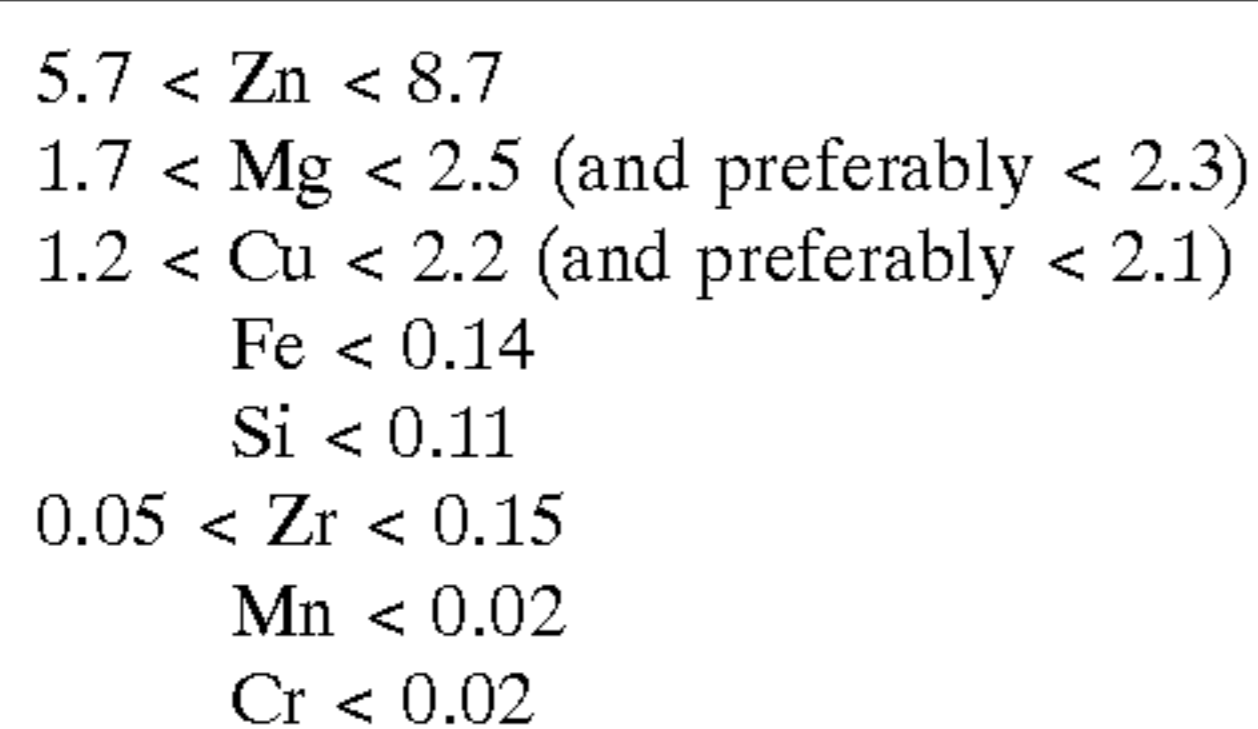 5.7 < Zn < 8.7
1.7 < Mg < 2.5 (and preferably < 2.3)
1.2 < Cu < 2.2 (and preferably < 2.1)
Fe < 0.14
Si < 0.11
0.05 < Zr < 0.15
Mn < 0.02
Cr < 0.02